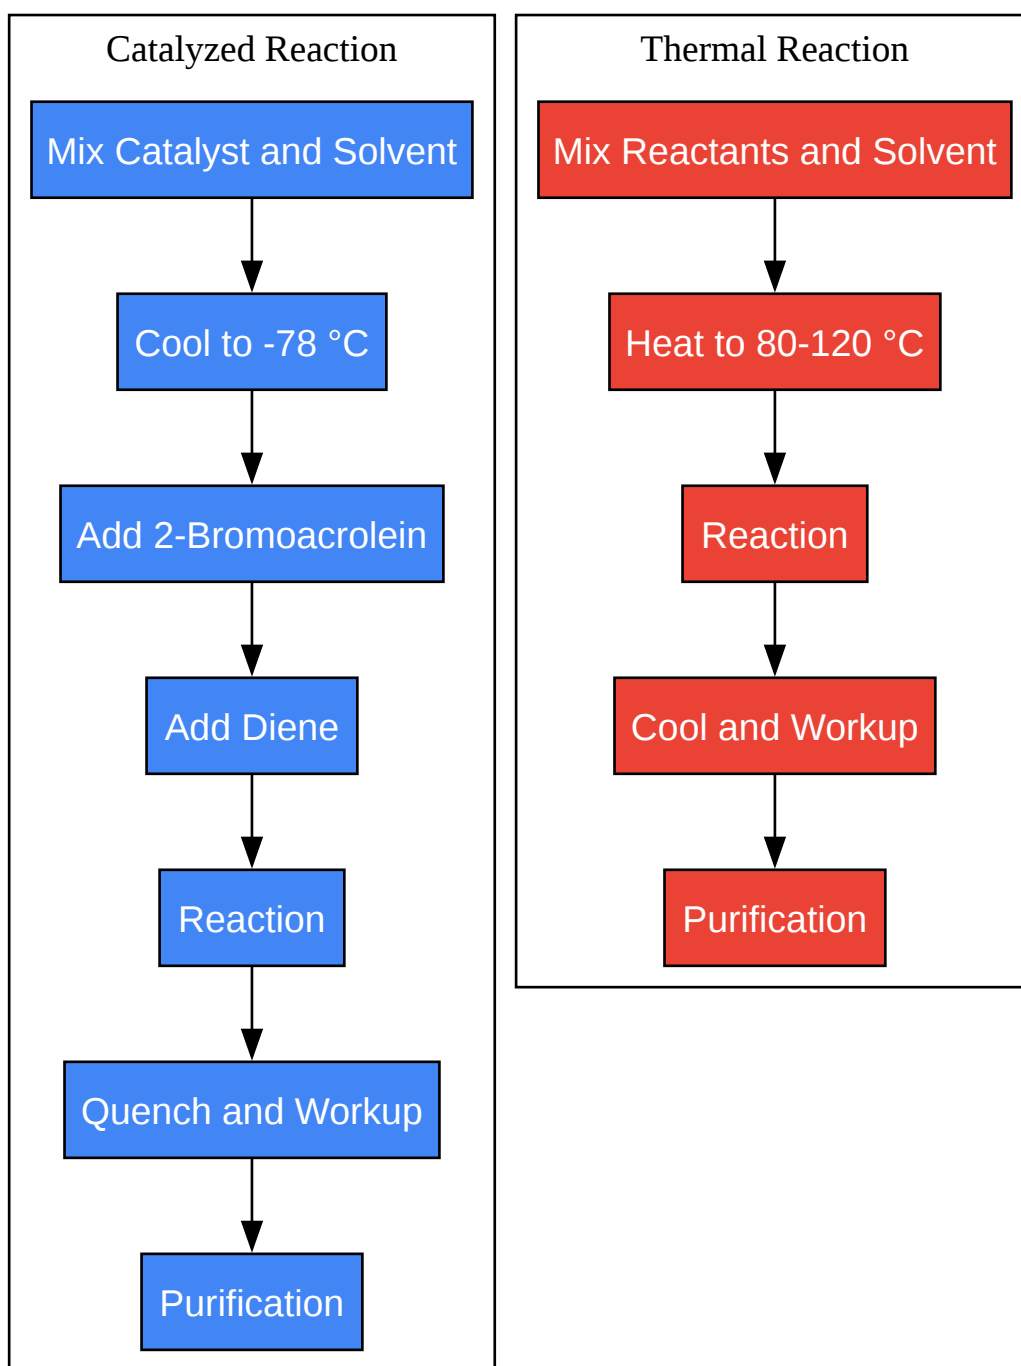 Catalyzed Reaction
Mix Catalyst and Solvent
Cool to -78 °C
Add 2-Bromoacrolein
Add Diene
Reaction
Quench and Workup
Purification
Thermal Reaction
Mix Reactants and Solvent
Heat to 80-120 °C
Reaction
Cool and Workup
Purification